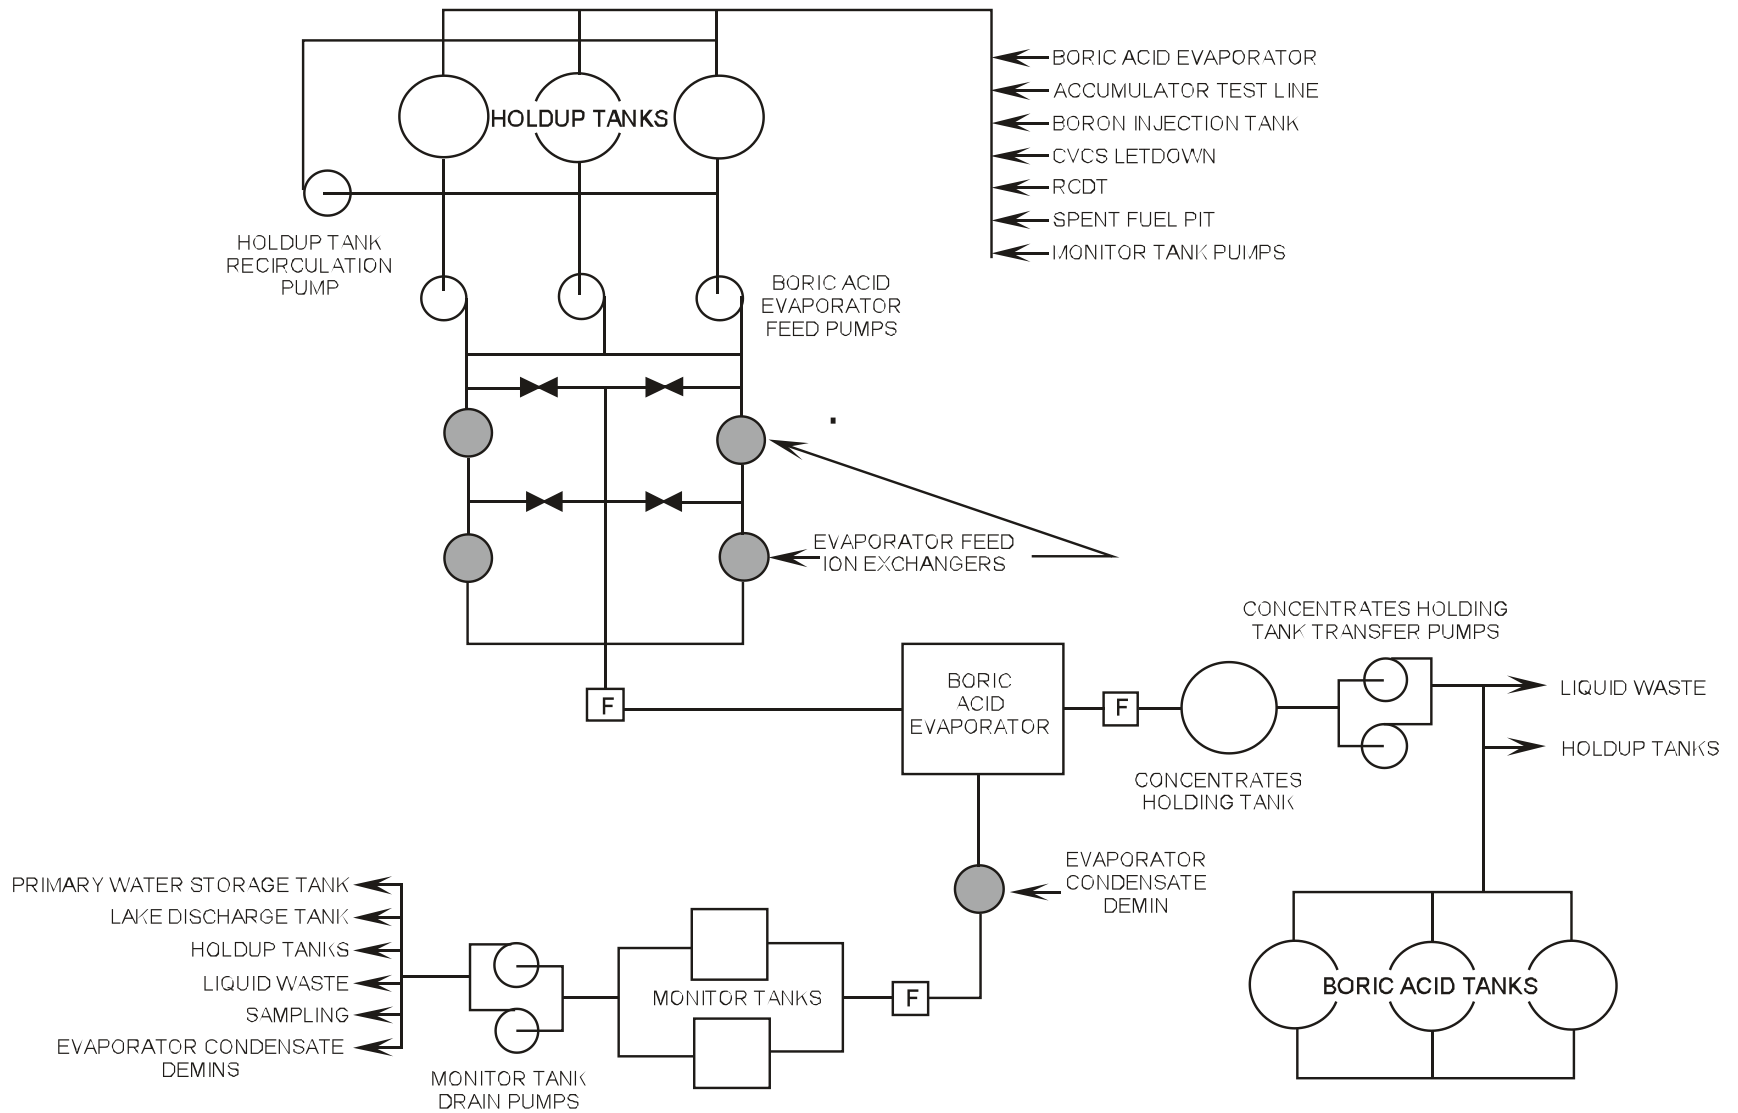 BORIC ACID EVAPORATOR
ACCUMULATOR TEST LINE
HOLDUP TANKS
BORON INJECTION TANK
CVCS LETDOWN
RCDT
SPENT FUEL PIT
MONITOR TANK PUMPS
HOLDUP TANK
RECIRCULATION
PUMP
BORIC ACID
EVAPORATOR
FEED PUMPS
EVAPORATOR FEED
ION EXCHANGERS
CONCENTRATES HOLDING
TANK TRANSFER PUMPS
BORIC
ACID
EVAPORATOR
F
F
LIQUID WASTE
HOLDUP TANKS
CONCENTRATES
HOLDING TANK
EVAPORATOR
CONDENSATE
DEMIN
PRIMARY WATER STORAGE TANK
LAKE DISCHARGE TANK
HOLDUP TANKS
LIQUID WASTE
SAMPLING
EVAPORATOR CONDENSATE
DEMINS
MONITOR TANKS
F
BORIC ACID TANKS
MONITOR TANK
DRAIN PUMPS